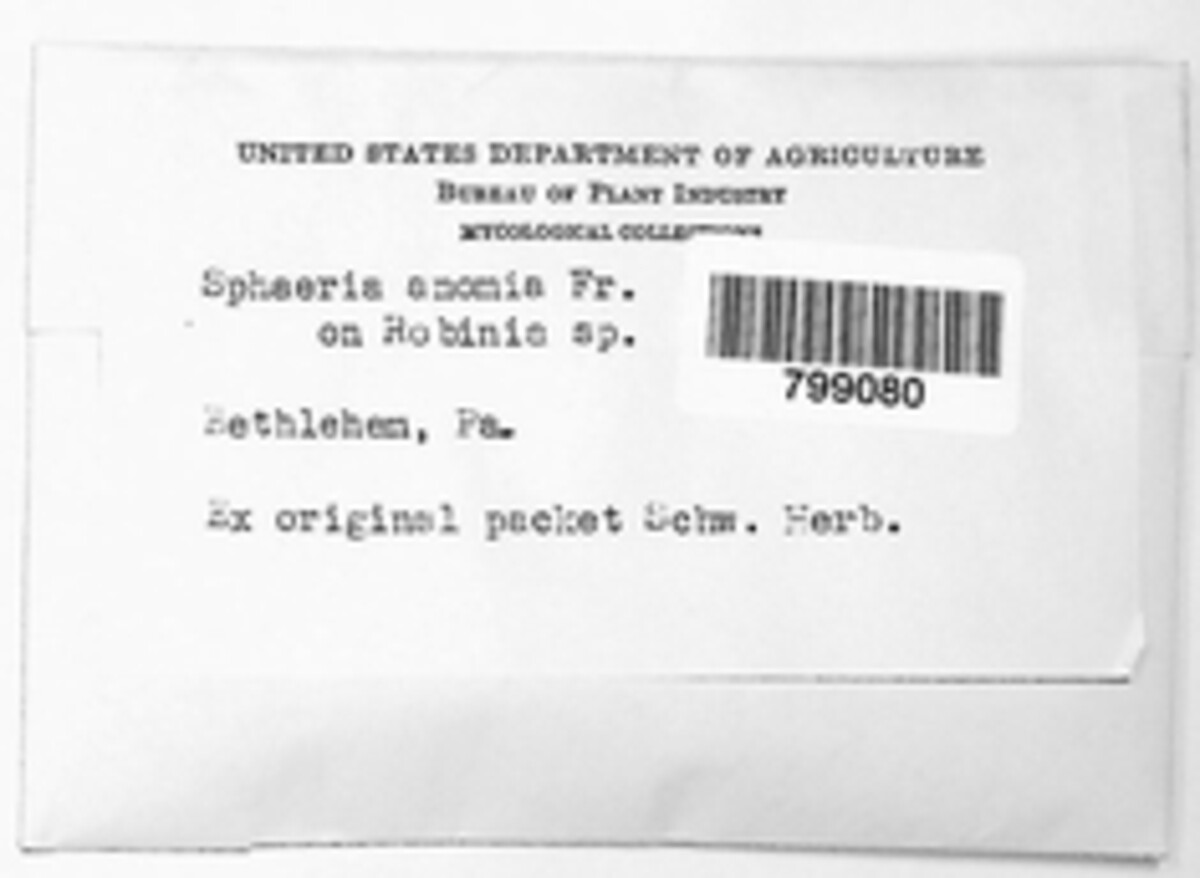 UNITED STATES DEPARTMENT OF AGRICULTURE
BUREAU OF PLANT INDUSTRY
MYCOLOGICAL COLLECTIONS
Sphaeria anomia Fr.
on Robinia sp.
799080
Bethlehem, Pa.
Ex original packet Schw. Herb.